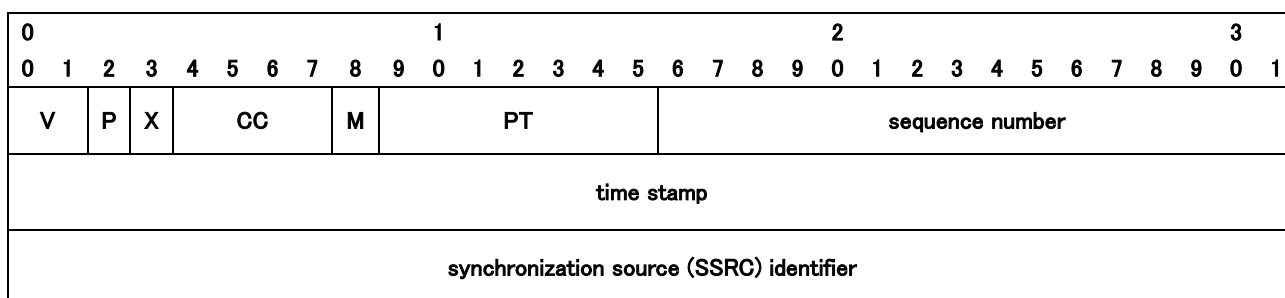 0 1 2 3
0 1 2 3 4 5 6 7 8 9 0 1 2 3 4 5 6 7 8 9 0 1 2 3 4 5 6 7 8 9 0 1
V P X CC M PT sequence number
time stamp
synchronization source (SSRC) identifier